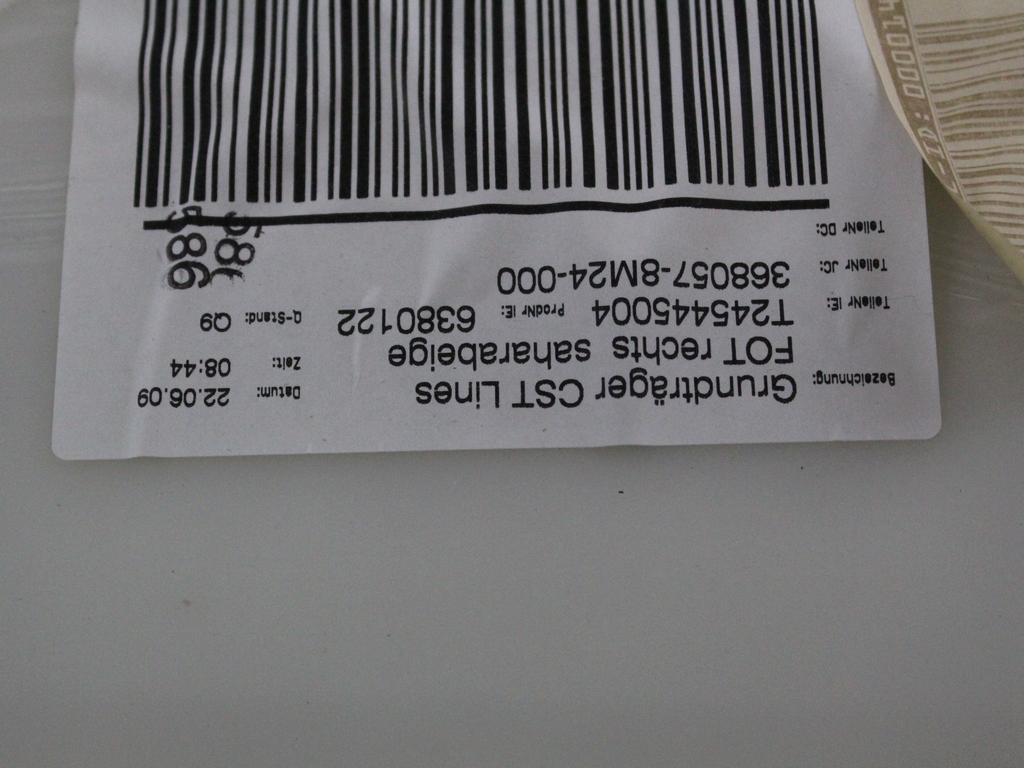 Bezeichnung: Grundträger CST Lines
FOT rechts saharabeige
Datum: 22.06.09
Zeit: 08:44
TeileNr IE: T245445004 ProdNr IE: 6380122
Q-Stand: Q9
TeileNr JC: 368057-8M24-000
TeileNr DC:
586